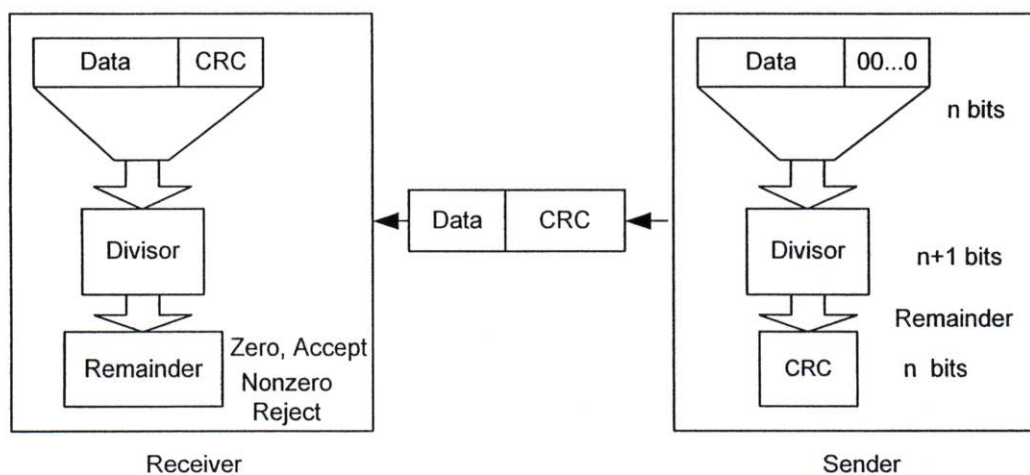 Data CRC
Divisor
Remainder
Zero, Accept
Nonzero
Reject
Receiver
Data CRC
Data 00...0
n bits
Divisor
n+1 bits
Remainder
CRC
n bits
Sender